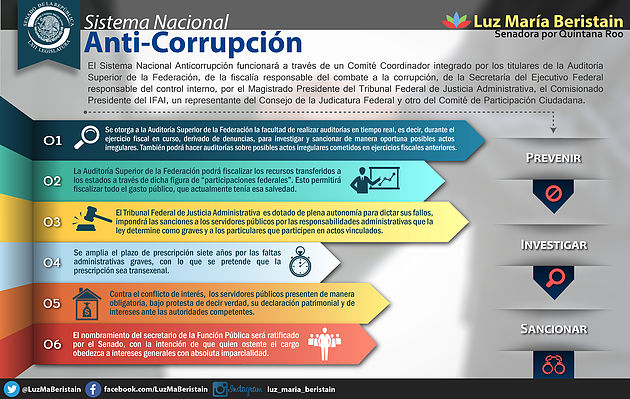 SENADO DE LA REPÚBLICA
LXII LEGISLATURA
Sistema Nacional
Anti-Corrupción
Luz María Beristain
Senadora por Quintana Roo
El Sistema Nacional Anticorrupción funcionará a través de un Comité Coordinador integrado por los titulares de la Auditoría
Superior de la Federación, de la fiscalía responsable del combate a la corrupción, de la Secretaría del Ejecutivo Federal
responsable del control interno, por el Magistrado Presidente del Tribunal Federal de Justicia Administrativa, el Comisionado
Presidente del IFAI, un representante del Consejo de la Judicatura Federal y otro del Comité de Participación Ciudadana.
01
Se otorga a la Auditoría Superior de la Federación la facultad de realizar auditorías en tiempo real, es decir, durante el
ejercicio fiscal en curso, derivado de denuncias, para investigar y sancionar de manera oportuna posibles actos
irregulares. También podrá hacer auditorías sobre posibles actos irregulares cometidos en ejercicios fiscales anteriores.
02
La Auditoría Superior de la Federación podrá fiscalizar los recursos transferidos a
los estados a través de dicha figura de “participaciones federales”. Esto permitirá
fiscalizar todo el gasto público, que actualmente tenía esa salvedad.
03
El Tribunal Federal de Justicia Administrativa es dotado de plena autonomía para dictar sus fallos,
impondrá las sanciones a los servidores públicos por las responsabilidades administrativas que la
ley determine como graves y a los particulares que participen en actos vinculados.
04
Se amplia el plazo de prescripción siete años por las faltas
administrativas graves, con lo que se pretende que la
prescripción sea transexenal.
05
Contra el conflicto de interés, los servidores públicos presenten de manera
obligatoria, bajo protesta de decir verdad, su declaración patrimonial y de
intereses ante las autoridades competentes.
06
El nombramiento del secretario de la Función Pública será ratificado
por el Senado, con la intención de que quien ostente el cargo
obedezca a intereses generales con absoluta imparcialidad.
PREVENIR
INVESTIGAR
SANCIONAR
@LuzMaBeristain
facebook.com/LuzMaBeristain
Instagram
luz_maria_beristain